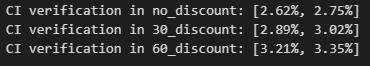 CI verification in no_discount: [2.62%, 2.75%]
CI verification in 30_discount: [2.89%, 3.02%]
CI verification in 60_discount: [3.21%, 3.35%]